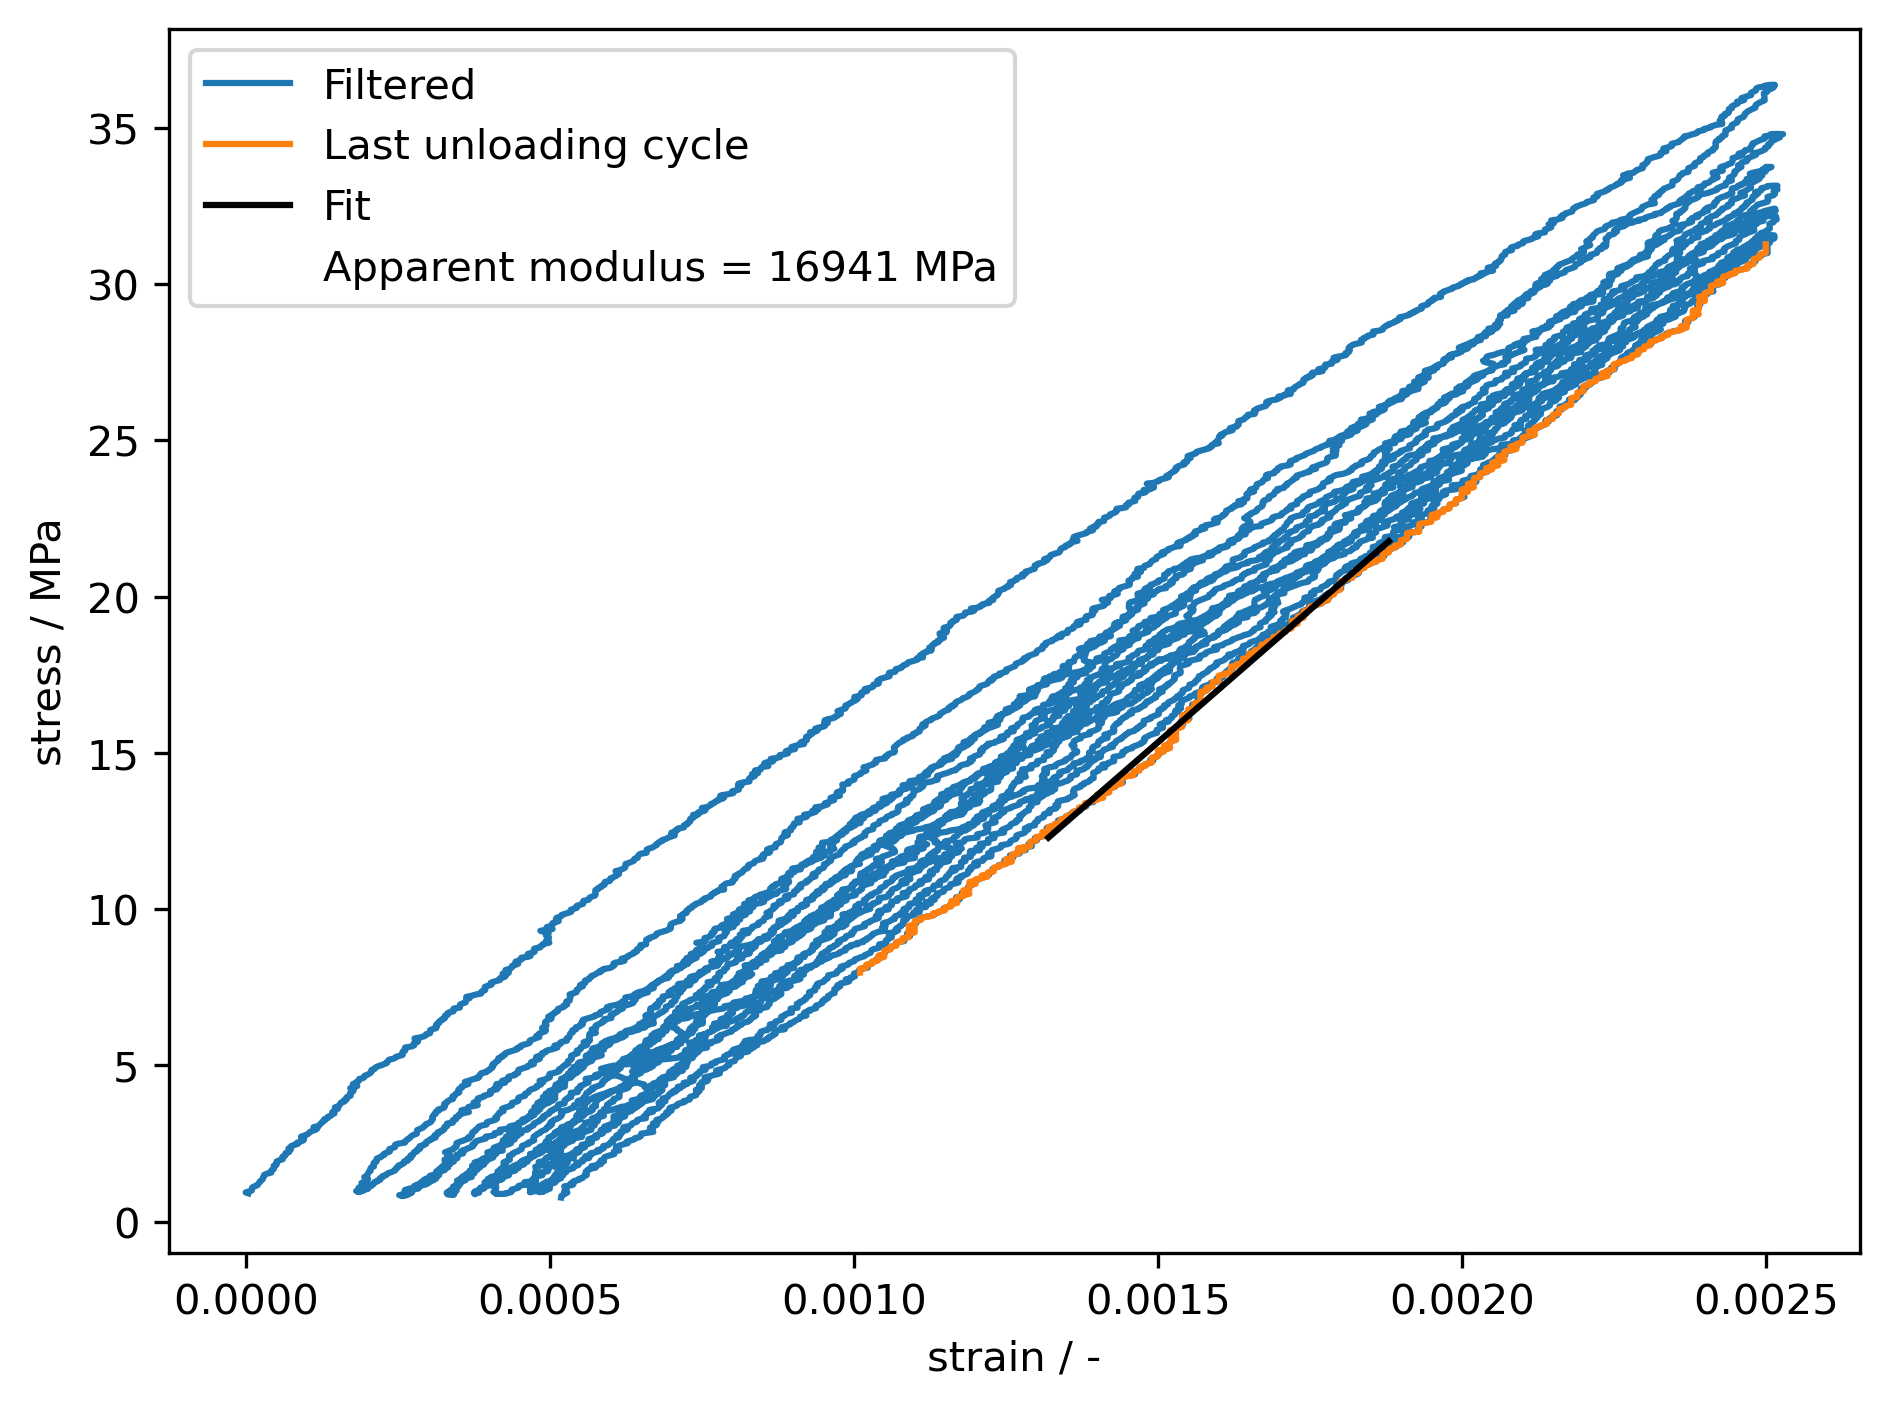 Filtered
Last unloading cycle
Fit
Apparent modulus = 16941 MPa
35
30
25
20
15
10
5
0
stress / MPa
0.0000 0.0005 0.0010 0.0015 0.0020 0.0025
strain / -